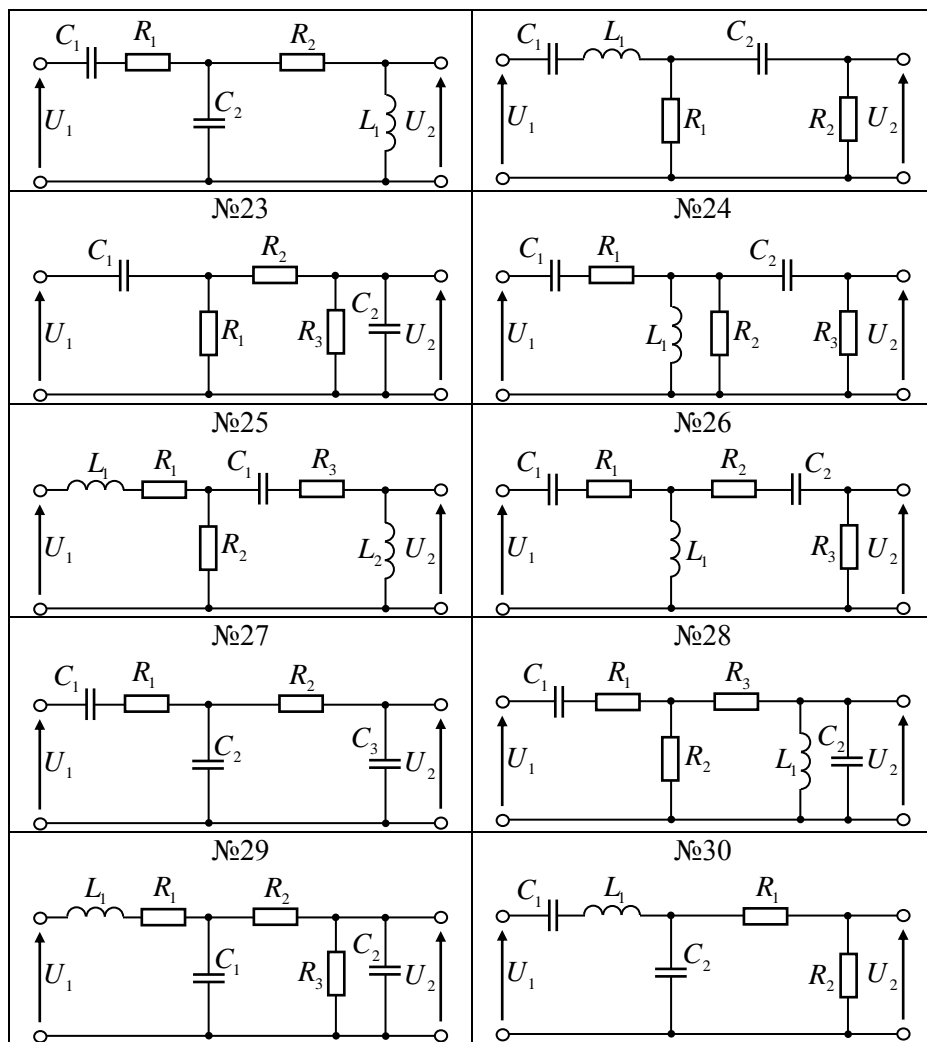 C₁ R₁ R₂
U₁ C₂ L₁ U₂
C₁ L₁ C₂
U₁ R₁ R₂ U₂
№23
C₁ R₂
U₁ R₁ R₃ C₂ U₂
№24
C₁ R₁ C₂
U₁ L₁ R₂ R₃ U₂
№25
L₁ R₁ C₁ R₃
U₁ R₂ L₂ U₂
№26
C₁ R₁ R₂ C₂
U₁ L₁ R₃ U₂
№27
C₁ R₁ R₂
U₁ C₂ C₃ U₂
№28
C₁ R₁ R₃
U₁ R₂ L₁ C₂ U₂
№29
L₁ R₁ R₂
U₁ C₁ R₃ C₂ U₂
№30
C₁ L₁ R₁
U₁ C₂ R₂ U₂